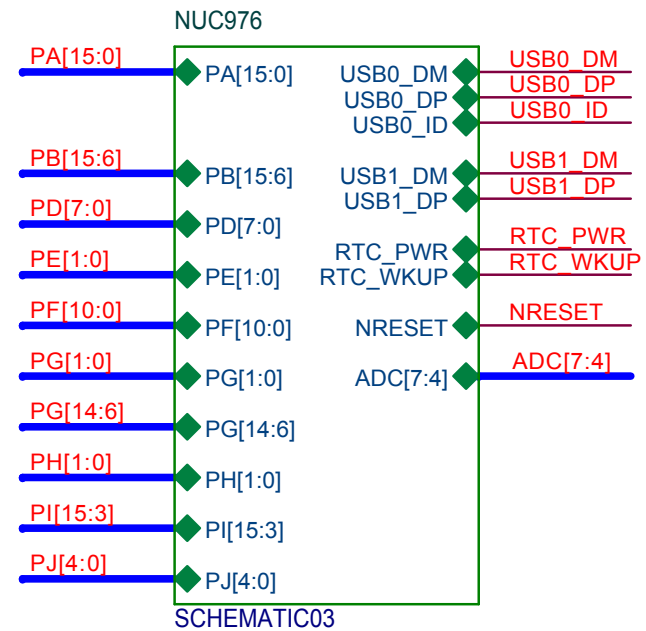 NUC976
PA[15:0] PA[15:0] USB0_DM USB0_DM
USB0_DP USB0_DP
USB0_ID USB0_ID
PB[15:6] PB[15:6] USB1_DM USB1_DM
USB1_DP USB1_DP
PD[7:0] PD[7:0]
RTC_PWR RTC_PWR
PE[1:0] PE[1:0] RTC_WKUP RTC_WKUP
PF[10:0] PF[10:0] NRESET NRESET
PG[1:0] PG[1:0] ADC[7:4] ADC[7:4]
PG[14:6] PG[14:6]
PH[1:0] PH[1:0]
PI[15:3] PI[15:3]
PJ[4:0] PJ[4:0]
SCHEMATIC03